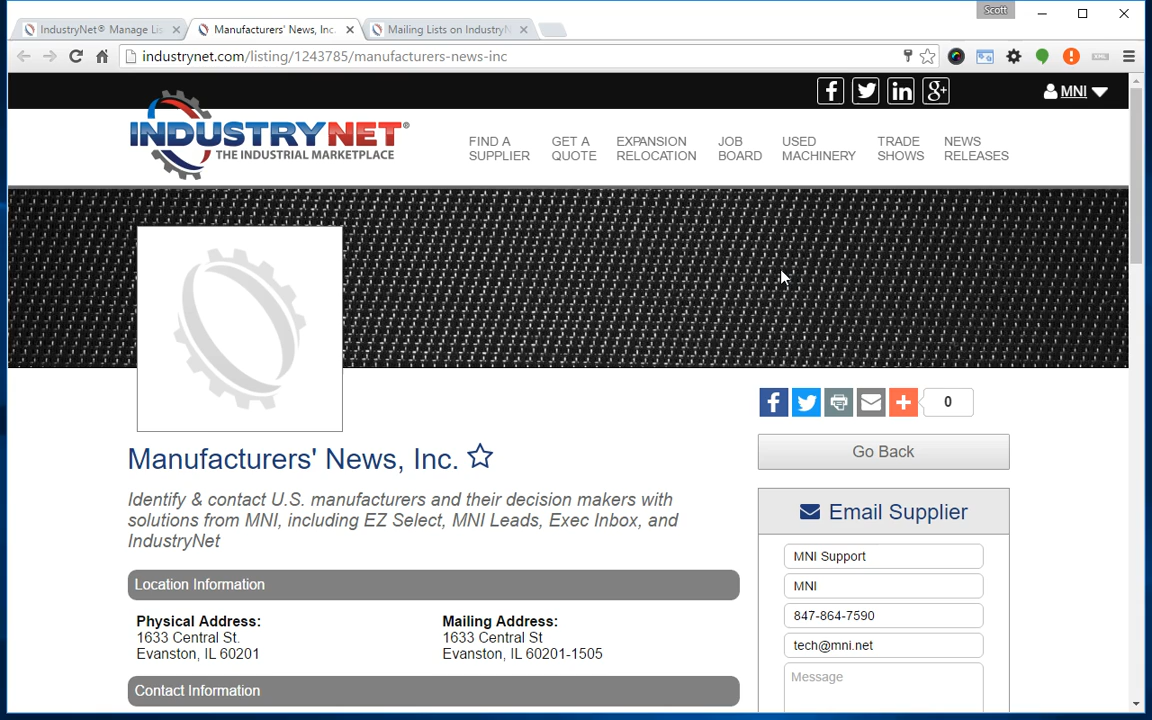 Scott
IndustryNet® Manage Lis
Manufacturers' News, Inc.
Mailing Lists on IndustryN
industrynet.com/listing/1243785/manufacturers-news-inc
MNI
INDUSTRYNET®
THE INDUSTRIAL MARKETPLACE
FIND A
SUPPLIER
GET A
QUOTE
EXPANSION
RELOCATION
JOB
BOARD
USED
MACHINERY
TRADE
SHOWS
NEWS
RELEASES
0
Go Back
Manufacturers' News, Inc.
Identify & contact U.S. manufacturers and their decision makers with
solutions from MNI, including EZ Select, MNI Leads, Exec Inbox, and
IndustryNet
Location Information
Physical Address:
1633 Central St.
Evanston, IL 60201
Mailing Address:
1633 Central St
Evanston, IL 60201-1505
Contact Information
Email Supplier
MNI Support
MNI
847-864-7590
tech@mni.net
Message